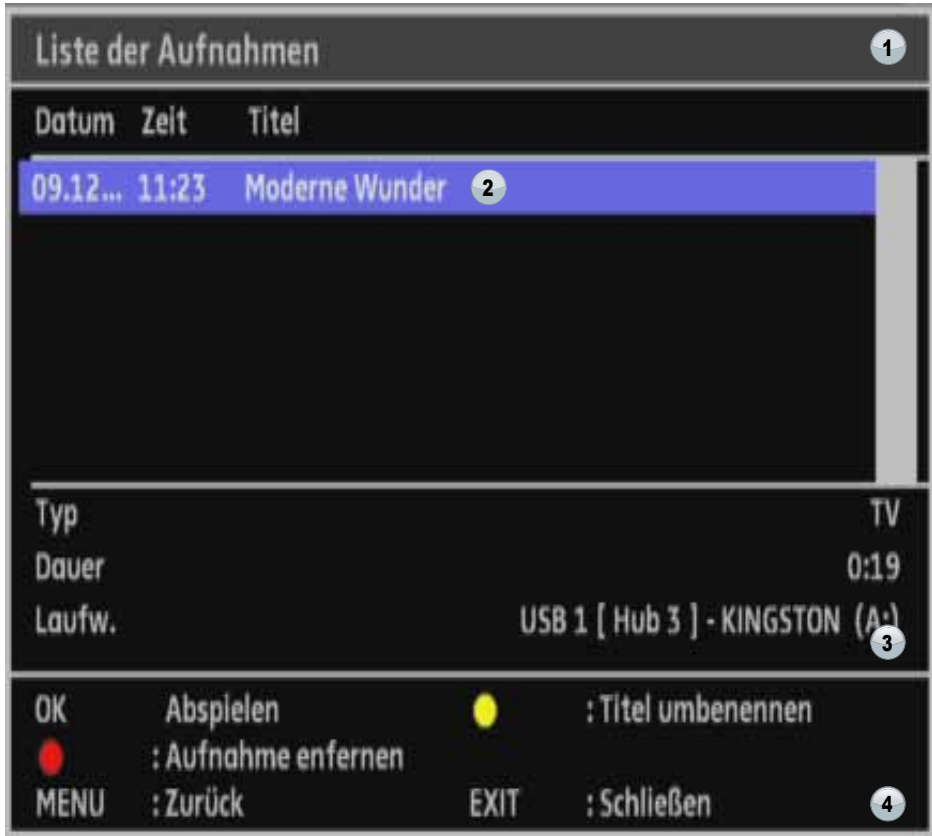 Liste der Aufnahmen 1
Datum Zeit Titel
09.12... 11:23 Moderne Wunder 2
Typ TV
Dauer 0:19
Laufw. USB 1 [ Hub 3 ] - KINGSTON (A:)
3
OK Abspielen : Titel umbenennen
: Aufnahme enfernen
MENU : Zurück EXIT : Schließen 4